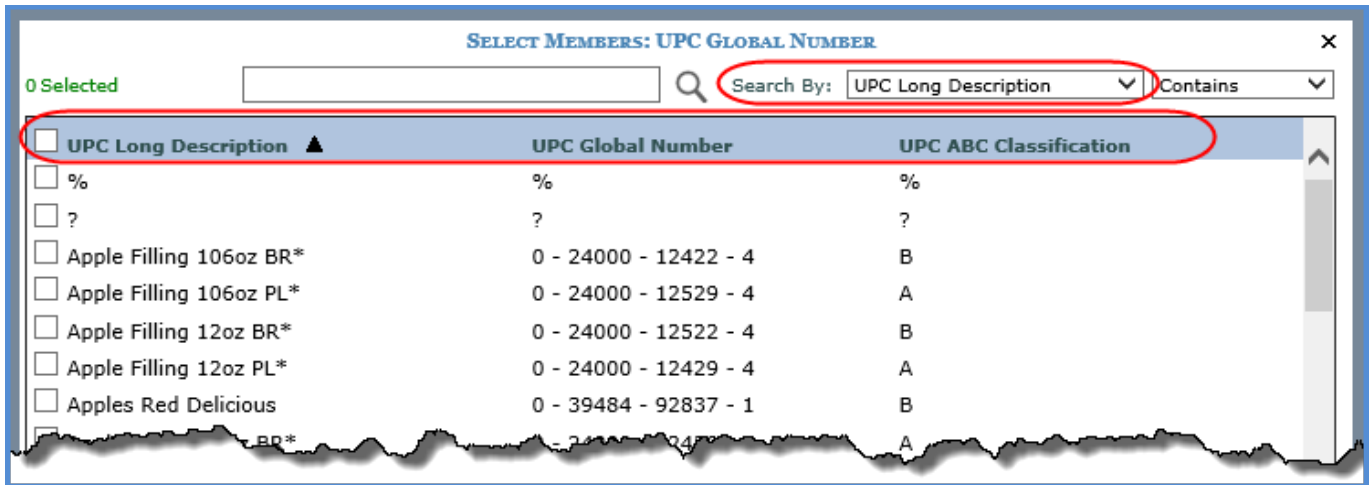 SELECT MEMBERS: UPC GLOBAL NUMBER
0 Selected Search By: UPC Long Description Contains
UPC Long Description ▲ UPC Global Number UPC ABC Classification
% % %
? ? ?
Apple Filling 106oz BR* 0 - 24000 - 12422 - 4 B
Apple Filling 106oz PL* 0 - 24000 - 12529 - 4 A
Apple Filling 12oz BR* 0 - 24000 - 12522 - 4 B
Apple Filling 12oz PL* 0 - 24000 - 12429 - 4 A
Apples Red Delicious 0 - 39484 - 92837 - 1 B
BR* A